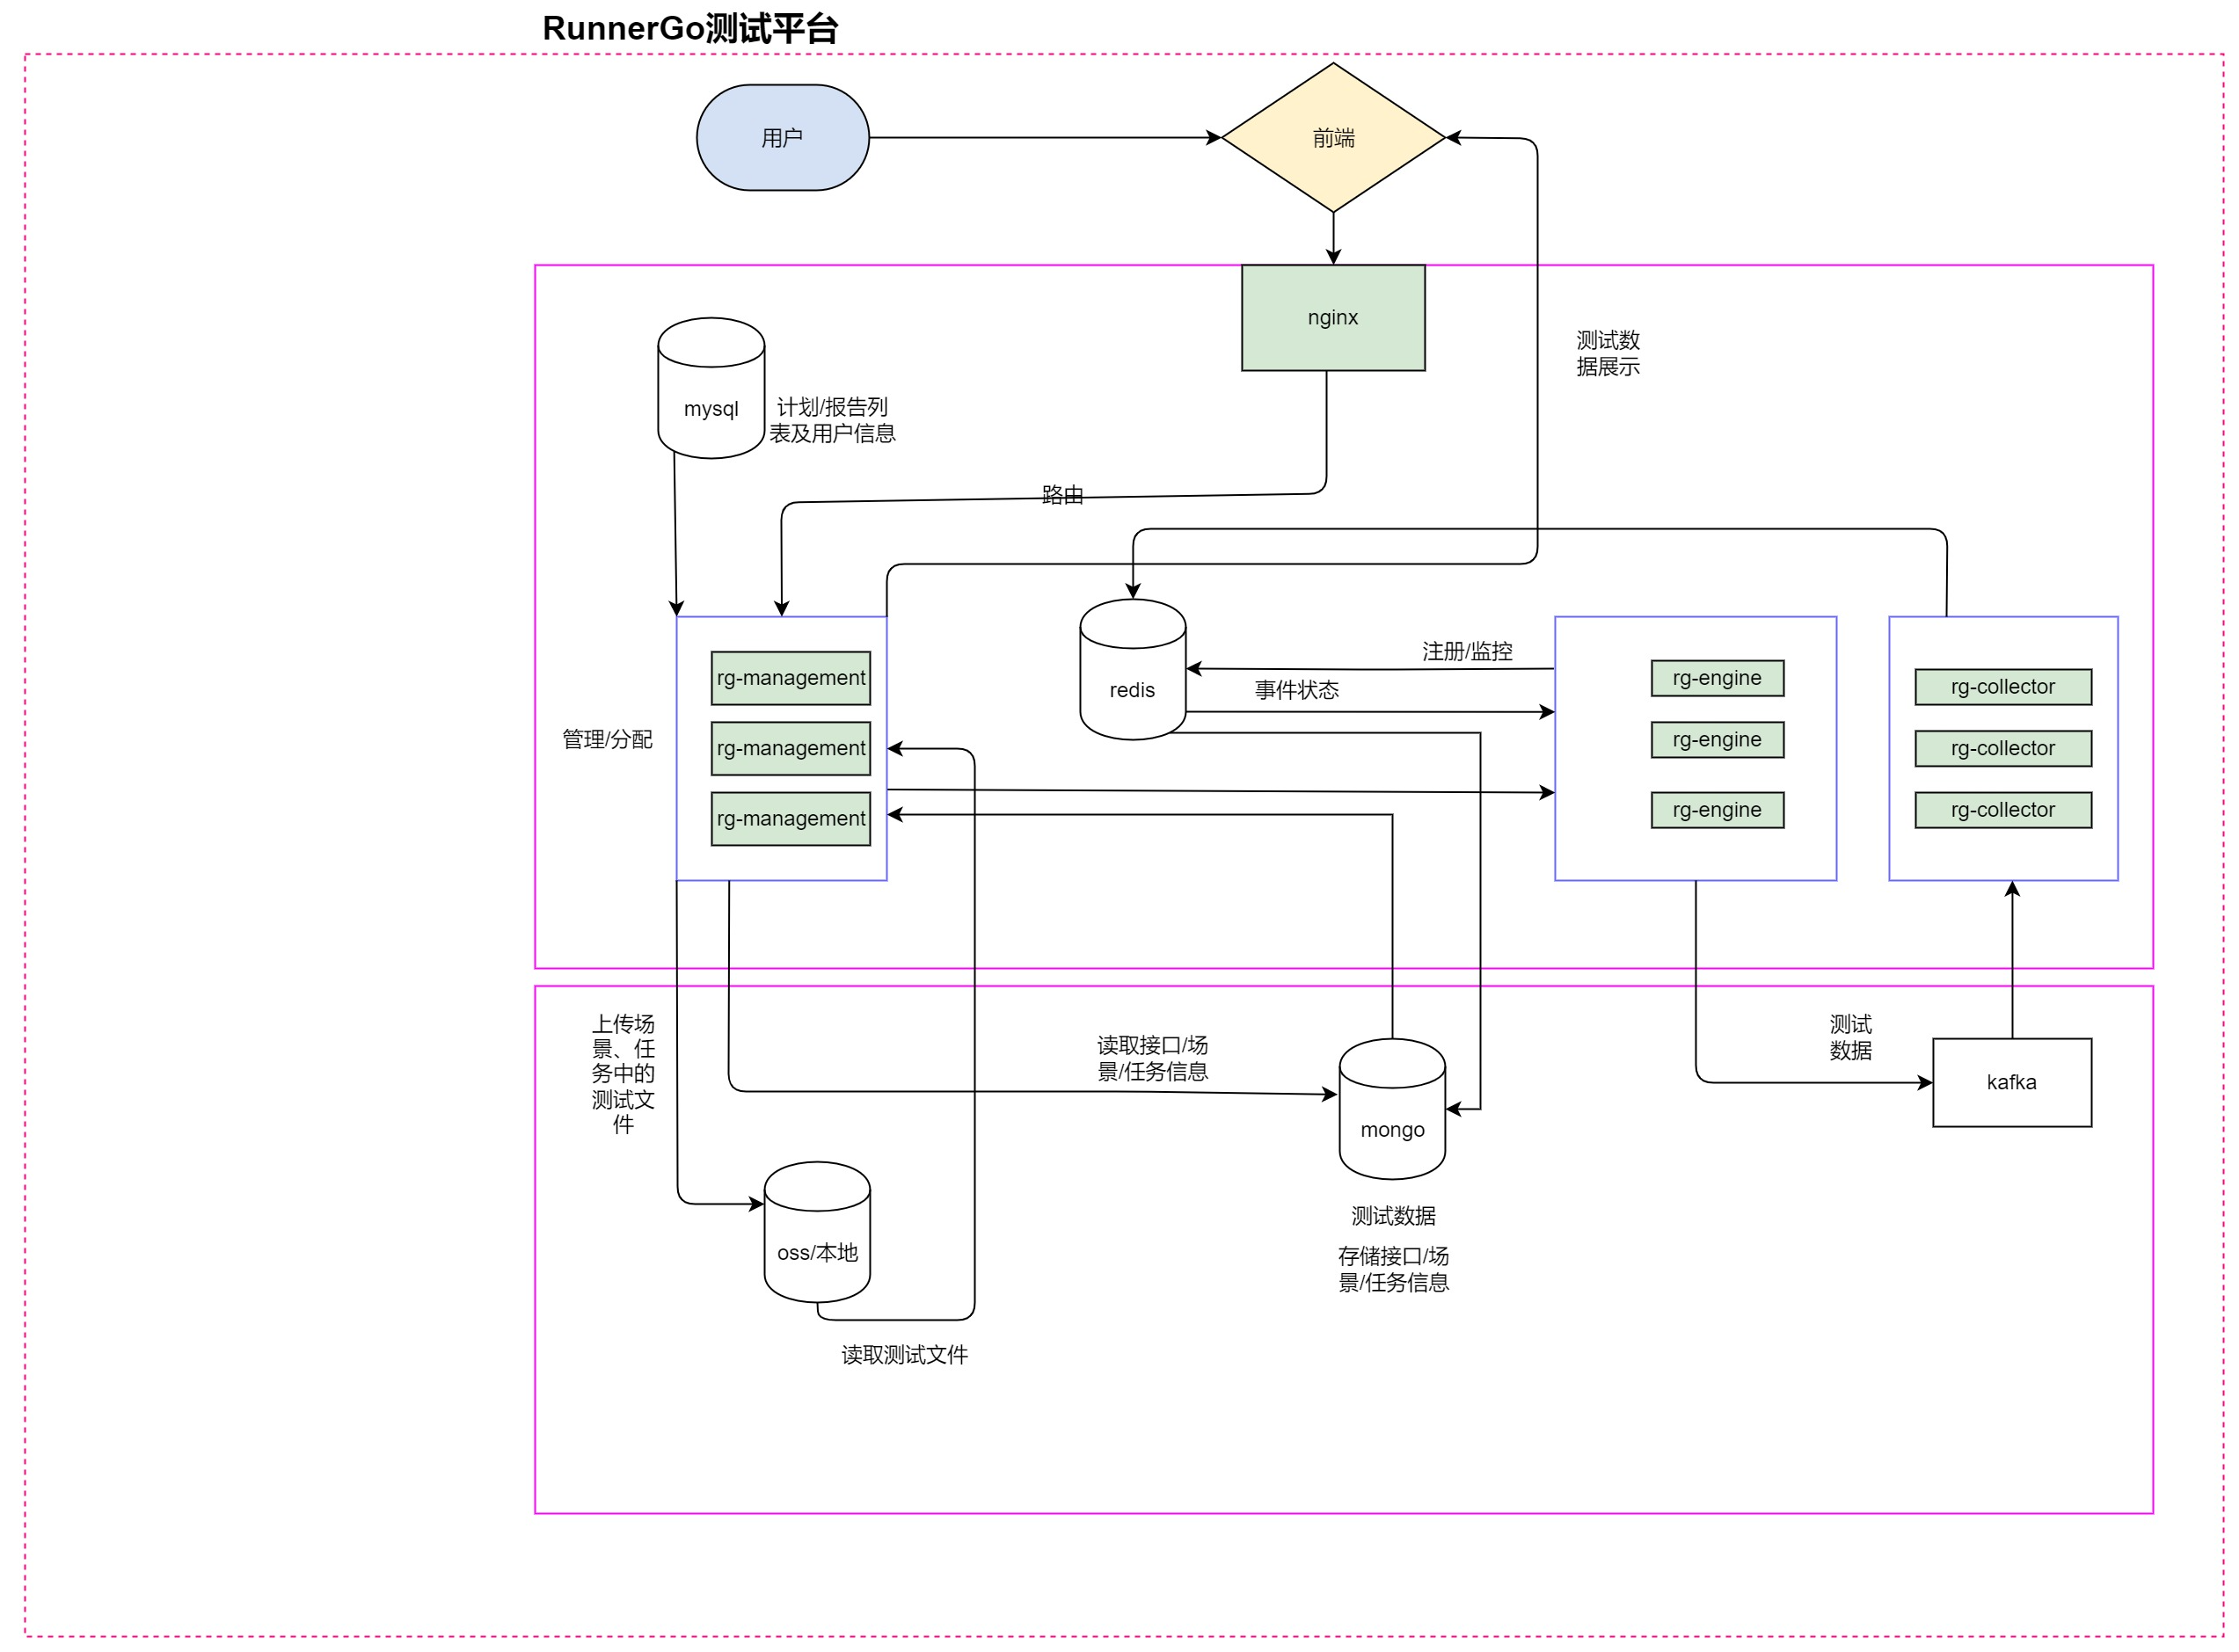 RunnerGo测试平台
用户
前端
nginx
测试数
据展示
mysql
计划/报告列
表及用户信息
路由
注册/监控
redis
事件状态
管理/分配
rg-management
rg-management
rg-management
rg-engine
rg-engine
rg-engine
rg-collector
rg-collector
rg-collector
上传场
景、任
务中的
测试文
件
读取接口/场
景/任务信息
测试
数据
kafka
mongo
测试数据
存储接口/场
景/任务信息
oss/本地
读取测试文件